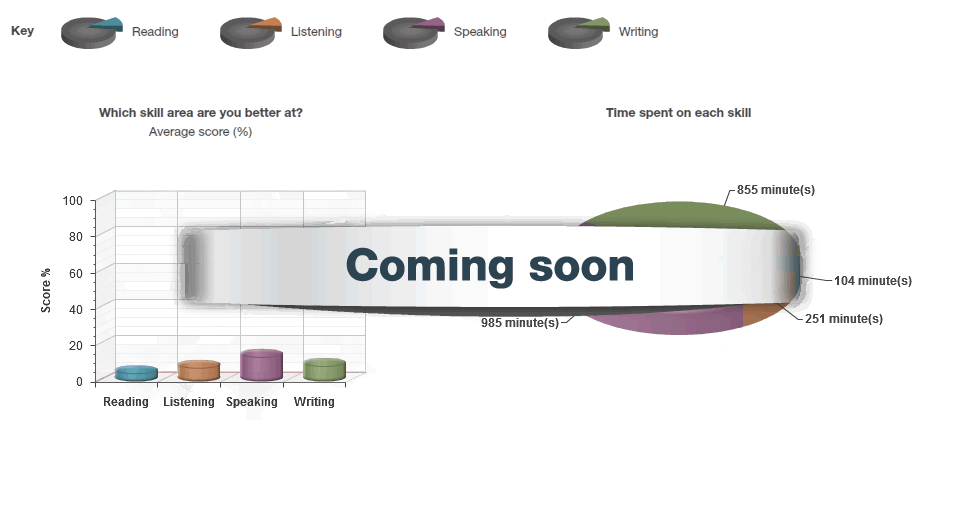 Key
Reading
Listening
Speaking
Writing
Which skill area are you better at?
Average score (%)
Time spent on each skill
100
80
60
40
20
0
Score %
Reading
Listening
Speaking
Writing
Coming soon
855 minute(s)
104 minute(s)
251 minute(s)
985 minute(s)